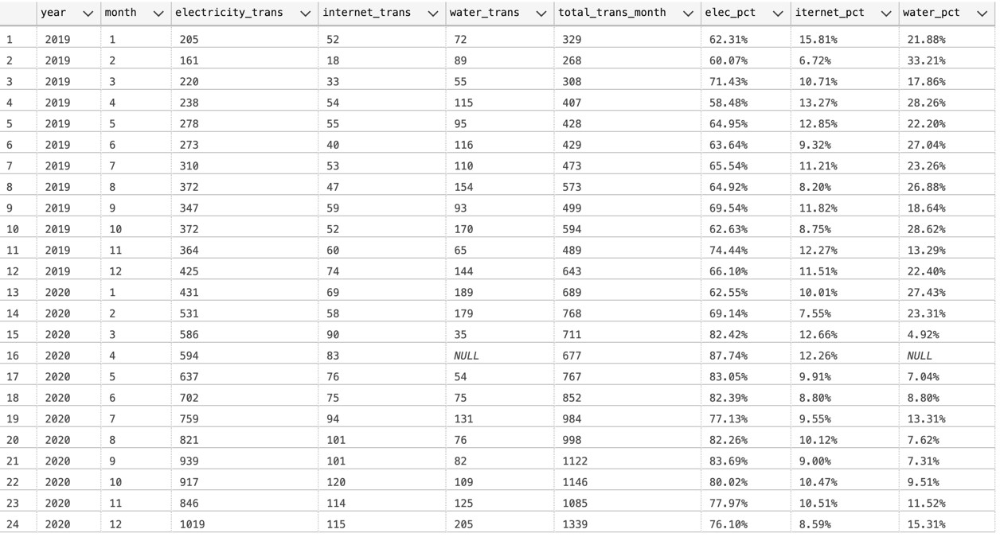 year month electricity_trans internet_trans water_trans total_trans_month elec_pct iternet_pct water_pct
1 2019 1 205 52 72 329 62.31% 15.81% 21.88%
2 2019 2 161 18 89 268 60.07% 6.72% 33.21%
3 2019 3 220 33 55 308 71.43% 10.71% 17.86%
4 2019 4 238 54 115 407 58.48% 13.27% 28.26%
5 2019 5 278 55 95 428 64.95% 12.85% 22.20%
6 2019 6 273 40 116 429 63.64% 9.32% 27.04%
7 2019 7 310 53 110 473 65.54% 11.21% 23.26%
8 2019 8 372 47 154 573 64.92% 8.20% 26.88%
9 2019 9 347 59 93 499 69.54% 11.82% 18.64%
10 2019 10 372 52 170 594 62.63% 8.75% 28.62%
11 2019 11 364 60 65 489 74.44% 12.27% 13.29%
12 2019 12 425 74 144 643 66.10% 11.51% 22.40%
13 2020 1 431 69 189 689 62.55% 10.01% 27.43%
14 2020 2 531 58 179 768 69.14% 7.55% 23.31%
15 2020 3 586 90 35 711 82.42% 12.66% 4.92%
16 2020 4 594 83 NULL 677 87.74% 12.26% NULL
17 2020 5 637 76 54 767 83.05% 9.91% 7.04%
18 2020 6 702 75 75 852 82.39% 8.80% 8.80%
19 2020 7 759 94 131 984 77.13% 9.55% 13.31%
20 2020 8 821 101 76 998 82.26% 10.12% 7.62%
21 2020 9 939 101 82 1122 83.69% 9.00% 7.31%
22 2020 10 917 120 109 1146 80.02% 10.47% 9.51%
23 2020 11 846 114 125 1085 77.97% 10.51% 11.52%
24 2020 12 1019 115 205 1339 76.10% 8.59% 15.31%